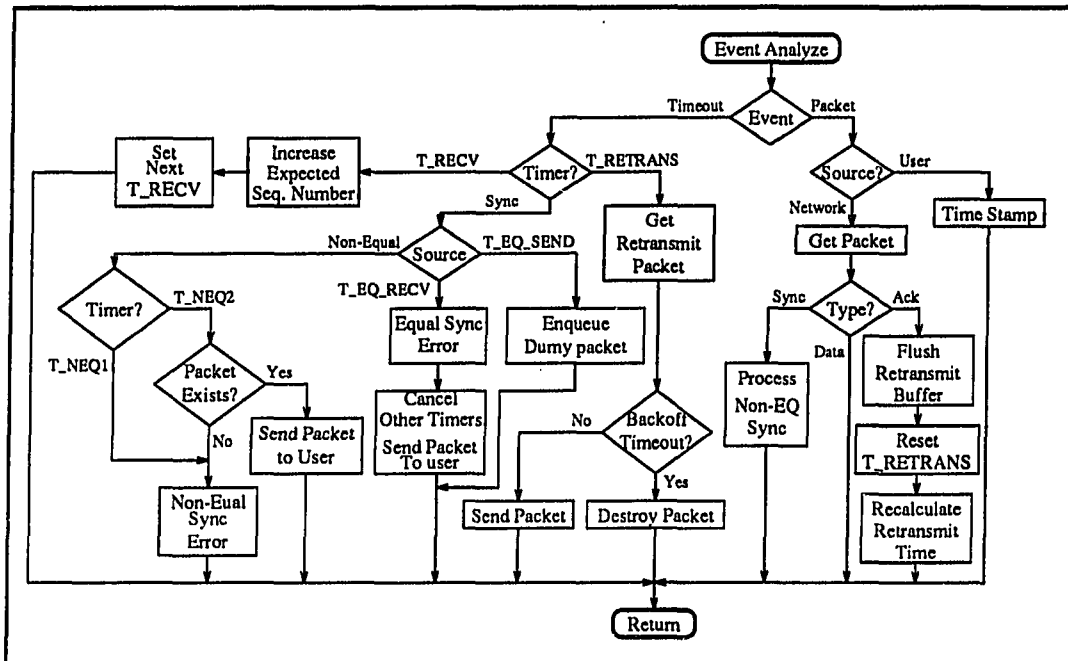 Event Analyze
Timeout
Packet
Event
Set
Next
T_RECV
Increase
Expected
Seq. Number
T_RECV
Timer?
T_RETRANS
Source?
User
Sync
Network
Time Stamp
Get
Retransmit
Packet
Get Packet
Non-Equal
Source
T_EQ_SEND
T_EQ_RECV
Timer?
T_NEQ2
Sync
Type?
Ack
Equal Sync
Error
Enqueue
Dumy packet
Data
Flush
Retransmit
Buffer
T_NEQ1
Packet
Exists?
Yes
Process
Non-EQ
Sync
Cancel
Other Timers
Send Packet
To user
No
Backoff
Timeout?
No
Send Packet
to User
Reset
T_RETRANS
Yes
Non-Eual
Sync
Error
Send Packet
Destroy Packet
Recalculate
Retransmit
Time
Return